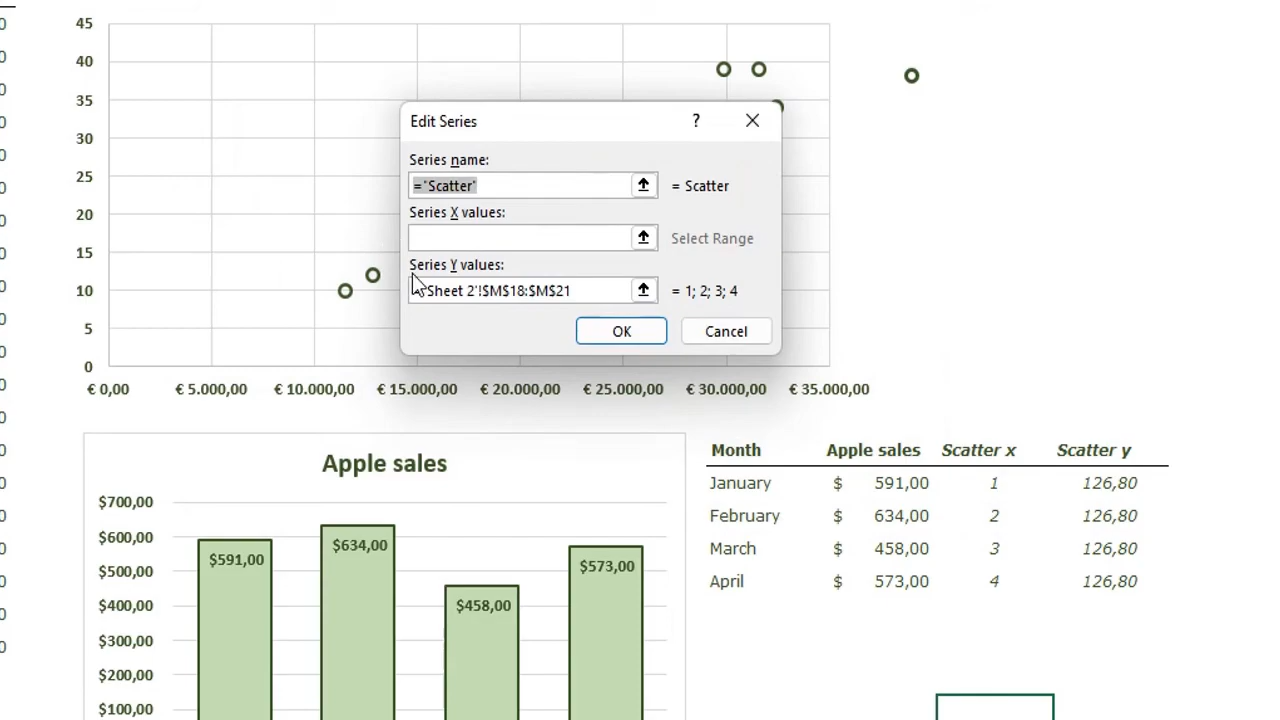 45
40
35
30
25
20
15
10
5
0
€ 0,00 € 5.000,00 € 10.000,00 € 15.000,00 € 20.000,00 € 25.000,00 € 30.000,00 € 35.000,00
Edit Series ?
Series name:
="Scatter" = Scatter
Series X values:
Select Range
Series Y values:
Sheet 2'!$M$18:$M$21 = 1; 2; 3; 4
OK Cancel
Apple sales
$700,00
$600,00
$500,00
$400,00
$300,00
$200,00
$100,00
$591,00
$634,00
$458,00
$573,00
Month Apple sales Scatter x Scatter y
January $ 591,00 1 126,80
February $ 634,00 2 126,80
March $ 458,00 3 126,80
April $ 573,00 4 126,80